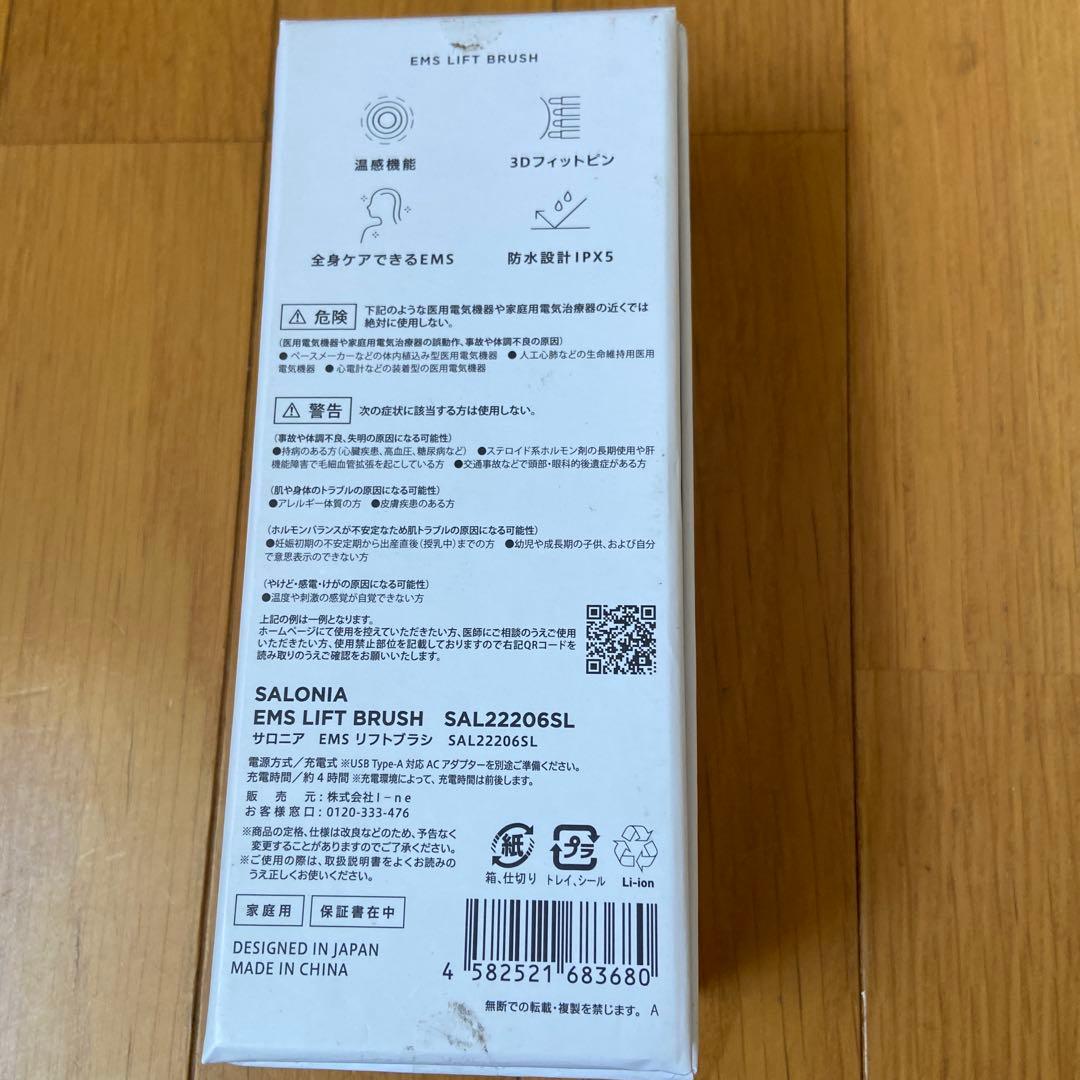 EMS LIFT BRUSH
温感機能
3Dフィットピン
全身ケアできるEMS
防水設計IPX5
⚠ 危険 下記のような医用電気機器や家庭用電気治療器の近くでは
絶対に使用しない。
(医用電気機器や家庭用電気治療器の誤動作、事故や体調不良の原因)
● ペースメーカーなどの体内植込み型医用電気機器 ● 人工心肺などの生命維持用医用
電気機器 ● 心電計などの装着型の医用電気機器
⚠ 警告 次の症状に該当する方は使用しない。
(事故や体調不良、失明の原因になる可能性)
●持病のある方(心臓疾患、高血圧、糖尿病など) ●ステロイド系ホルモン剤の長期使用や肝
機能障害で毛細血管拡張を起こしている方 ●交通事故などで頭部・眼科的後遺症がある方
(肌や身体のトラブルの原因になる可能性)
●アレルギー体質の方 ●皮膚疾患のある方
(ホルモンバランスが不安定なため肌トラブルの原因になる可能性)
●妊娠初期の不安定期から出産直後(授乳中)までの方 ●幼児や成長期の子供、および自分
で意思表示のできない方
(やけど・感電・けがの原因になる可能性)
●温度や刺激の感覚が自覚できない方
上記の例は一例となります。
ホームページにて使用を控えていただきたい方、医師にご相談のうえご使用
いただきたい方、使用禁止部位を記載しておりますので右記QRコードを
読み取りのうえご確認をお願いいたします。
SALONIA
EMS LIFT BRUSH SAL22206SL
サロニア EMS リフトブラシ SAL22206SL
電源方式/充電式 ※USB Type-A 対応 AC アダプターを別途ご準備ください。
充電時間/約4時間 ※充電環境によって、充電時間は前後します。
販売元:株式会社I-ne
お客様窓口:0120-333-476
※商品の定格、仕様は改良などのため、予告なく
変更することがありますのでご了承ください。
※ご使用の際は、取扱説明書をよくお読みの
うえ正しくお使いください。
紙
箱、仕切り
プラ
トレイ、シール
Li-ion
家庭用 保証書在中
DESIGNED IN JAPAN
MADE IN CHINA
4 582521 683680
無断での転載・複製を禁じます。 A